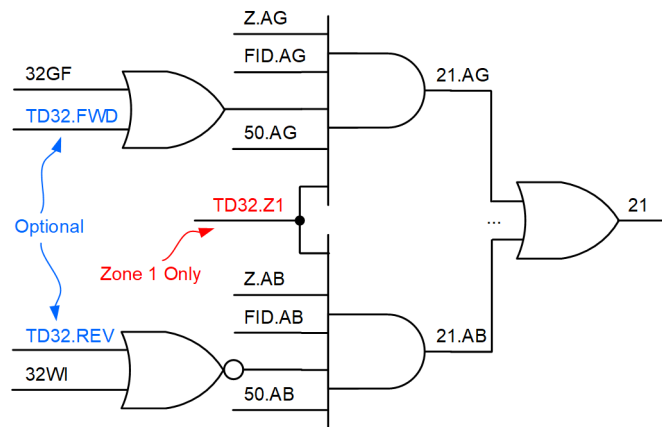 Z.AG
FID.AG
32GF
21.AG
TD32.FWD
50.AG
TD32.Z1
21
Optional
...
Zone 1 Only
Z.AB
FID.AB
TD32.REV
21.AB
32WI
50.AB